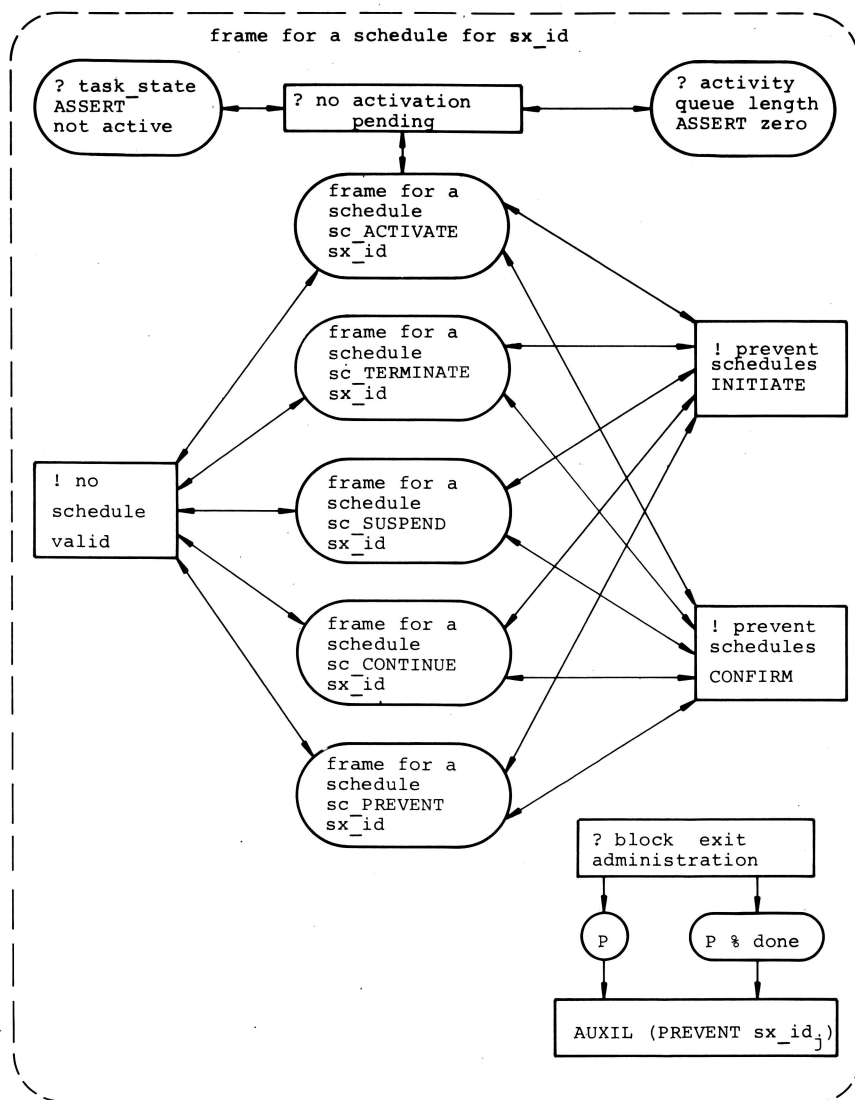 frame for a schedule for sx_id
? task_state
ASSERT
not active
? no activation
pending
? activity
queue length
ASSERT zero
frame for a
schedule
sc_ACTIVATE
sx_id
frame for a
schedule
sc_TERMINATE
sx_id
! prevent
schedules
INITIATE
! no
schedule
valid
frame for a
schedule
sc_SUSPEND
sx_id
frame for a
schedule
sc_CONTINUE
sx_id
! prevent
schedules
CONFIRM
frame for a
schedule
sc_PREVENT
sx_id
? block exit
administration
P
P % done
AUXIL (PREVENT sx_id_j)